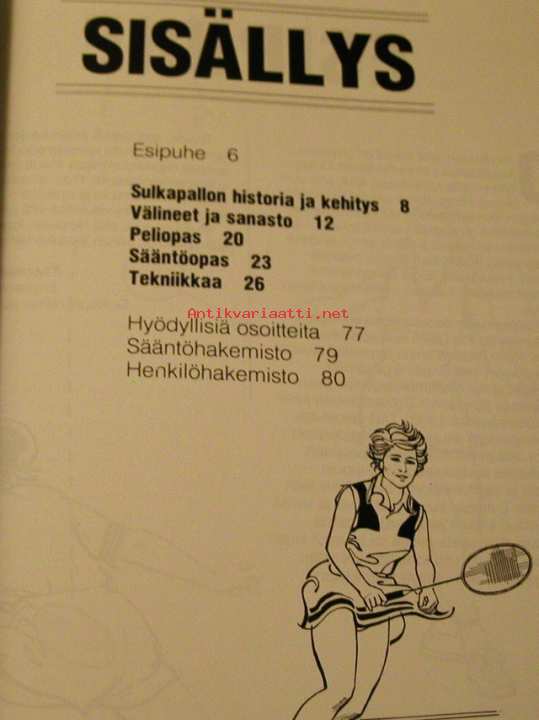 SISÄLLYS
Esipuhe 6
Sulkapallon historia ja kehitys 8
Välineet ja sanasto 12
Peliopas 20
Sääntöopas 23
Tekniikkaa 26
Antikvariaatti.net
Hyödyllisiä osoitteita 77
Sääntöhakemisto 79
Henkilöhakemisto 80